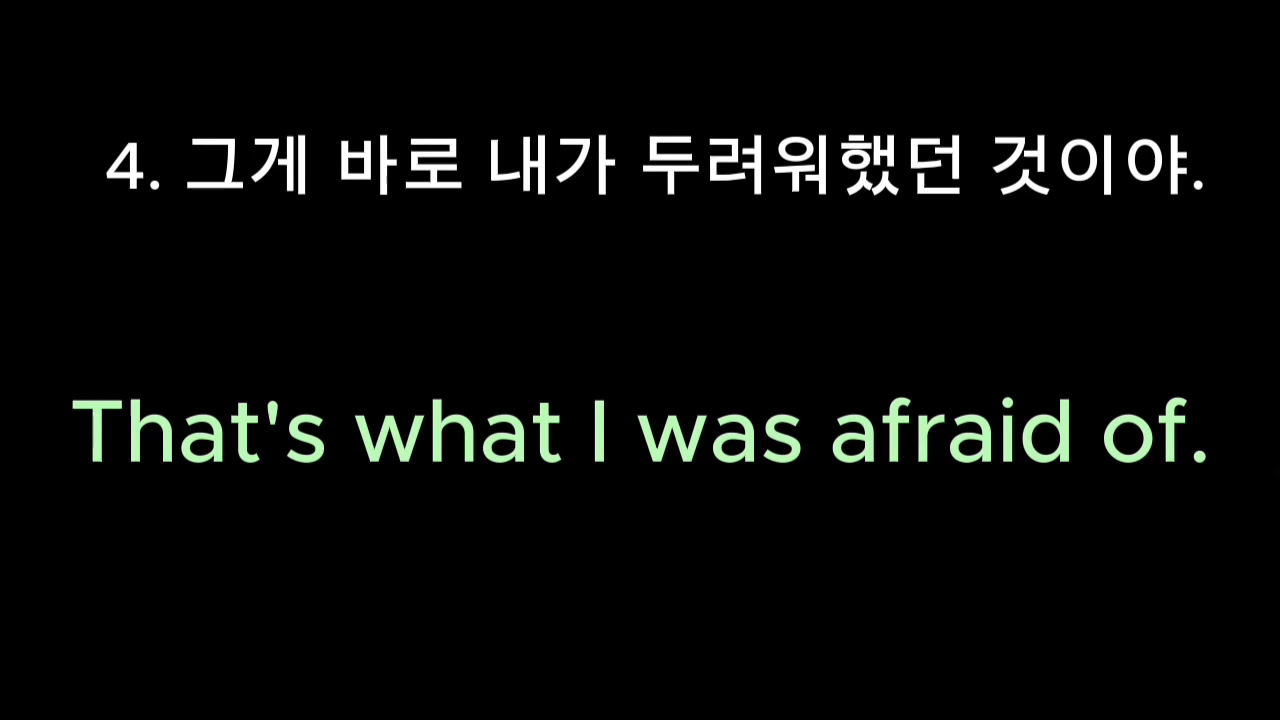 4. 그게 바로 내가 두려워했던 것이야.
That's what I was afraid of.